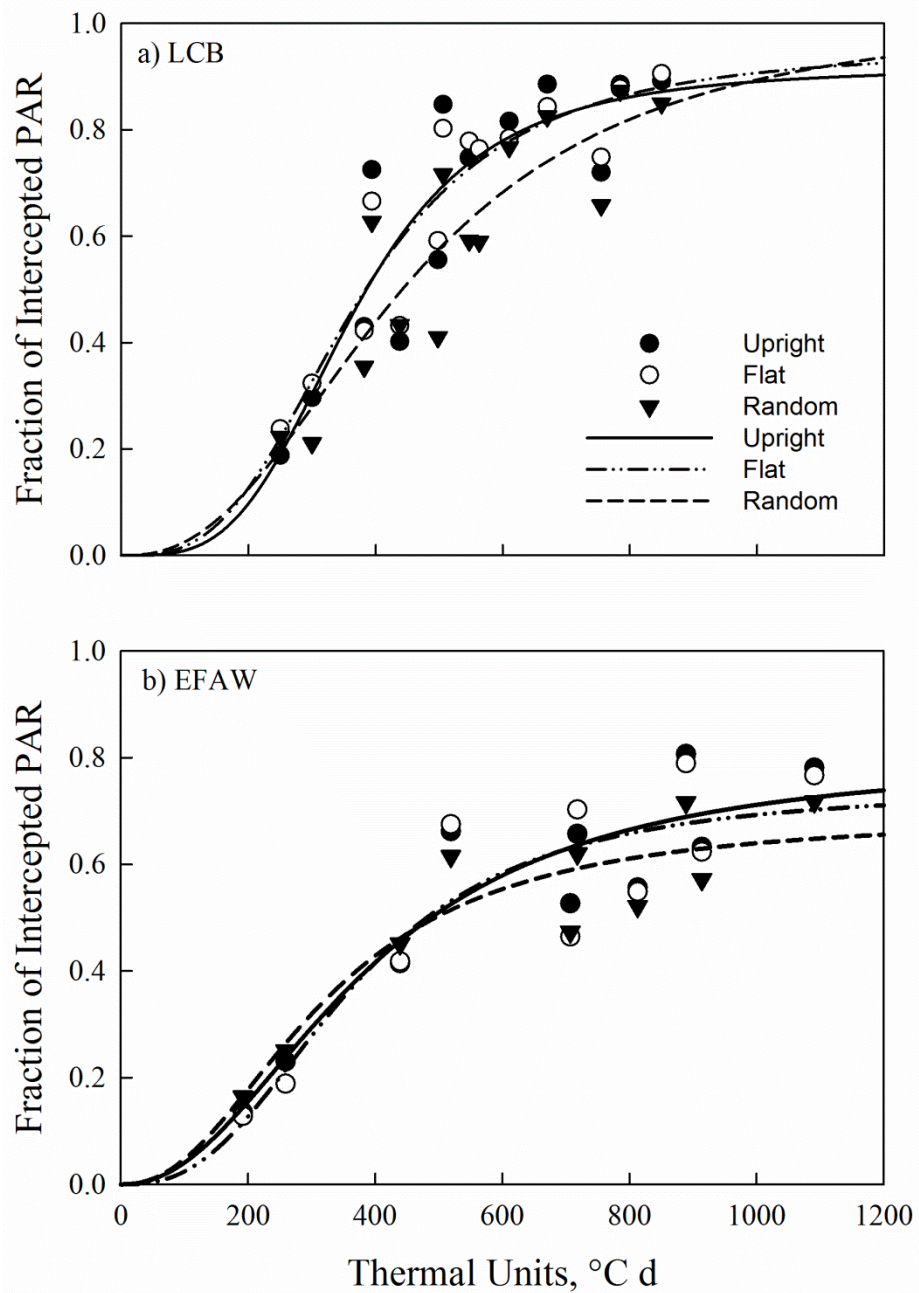 Fraction of Intercepted PAR
1.0
0.8
0.6
0.4
0.2
0.0
a) LCB
Upright
Flat
Random
Upright
Flat
Random
Fraction of Intercepted PAR
1.0
0.8
0.6
0.4
0.2
0.0
b) EFAW
0 200 400 600 800 1000 1200
Thermal Units, °C d